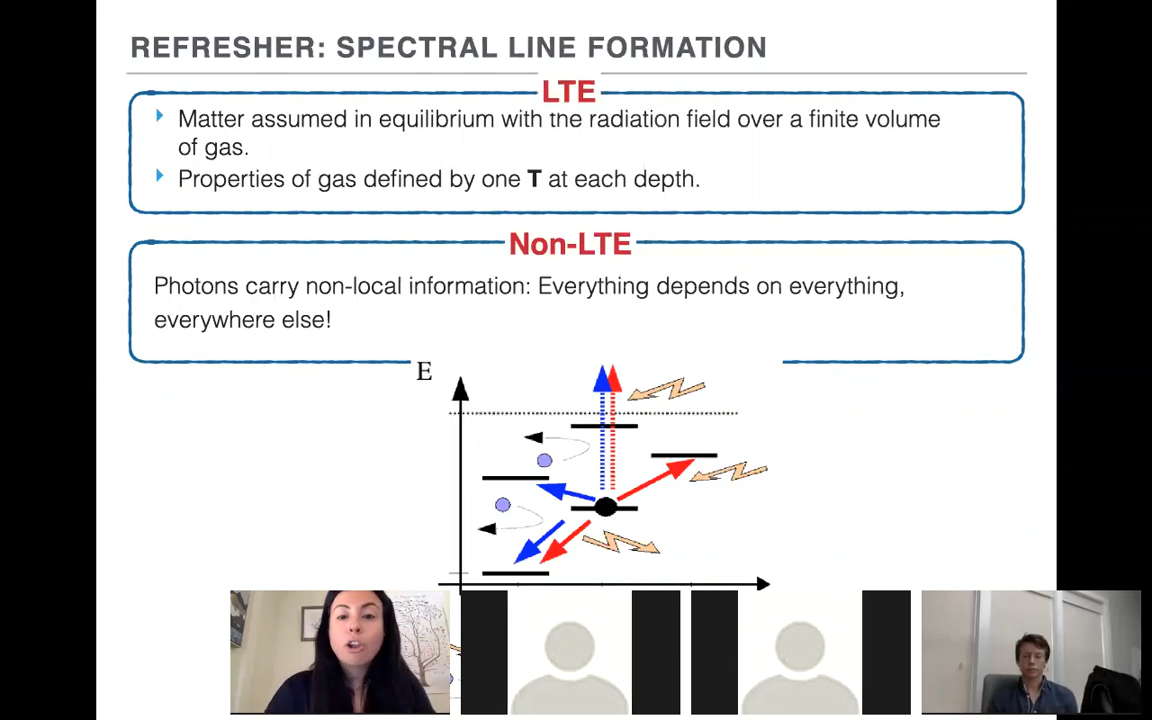 REFRESHER: SPECTRAL LINE FORMATION
LTE
Matter assumed in equilibrium with the radiation field over a finite volume
of gas.
Properties of gas defined by one T at each depth.
Non-LTE
Photons carry non-local information: Everything depends on everything,
everywhere else!
E